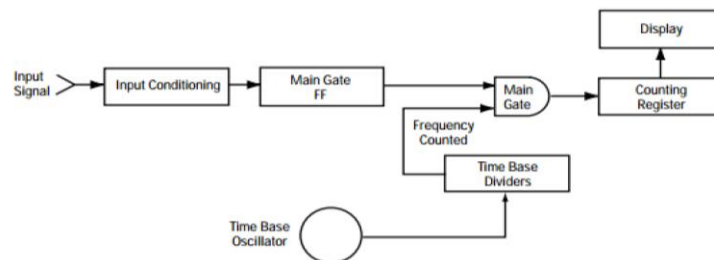 Display
Input
Signal
Input Conditioning
Main Gate
FF
Main
Gate
Counting
Register
Frequency
Counted
Time Base
Dividers
Time Base
Oscillator